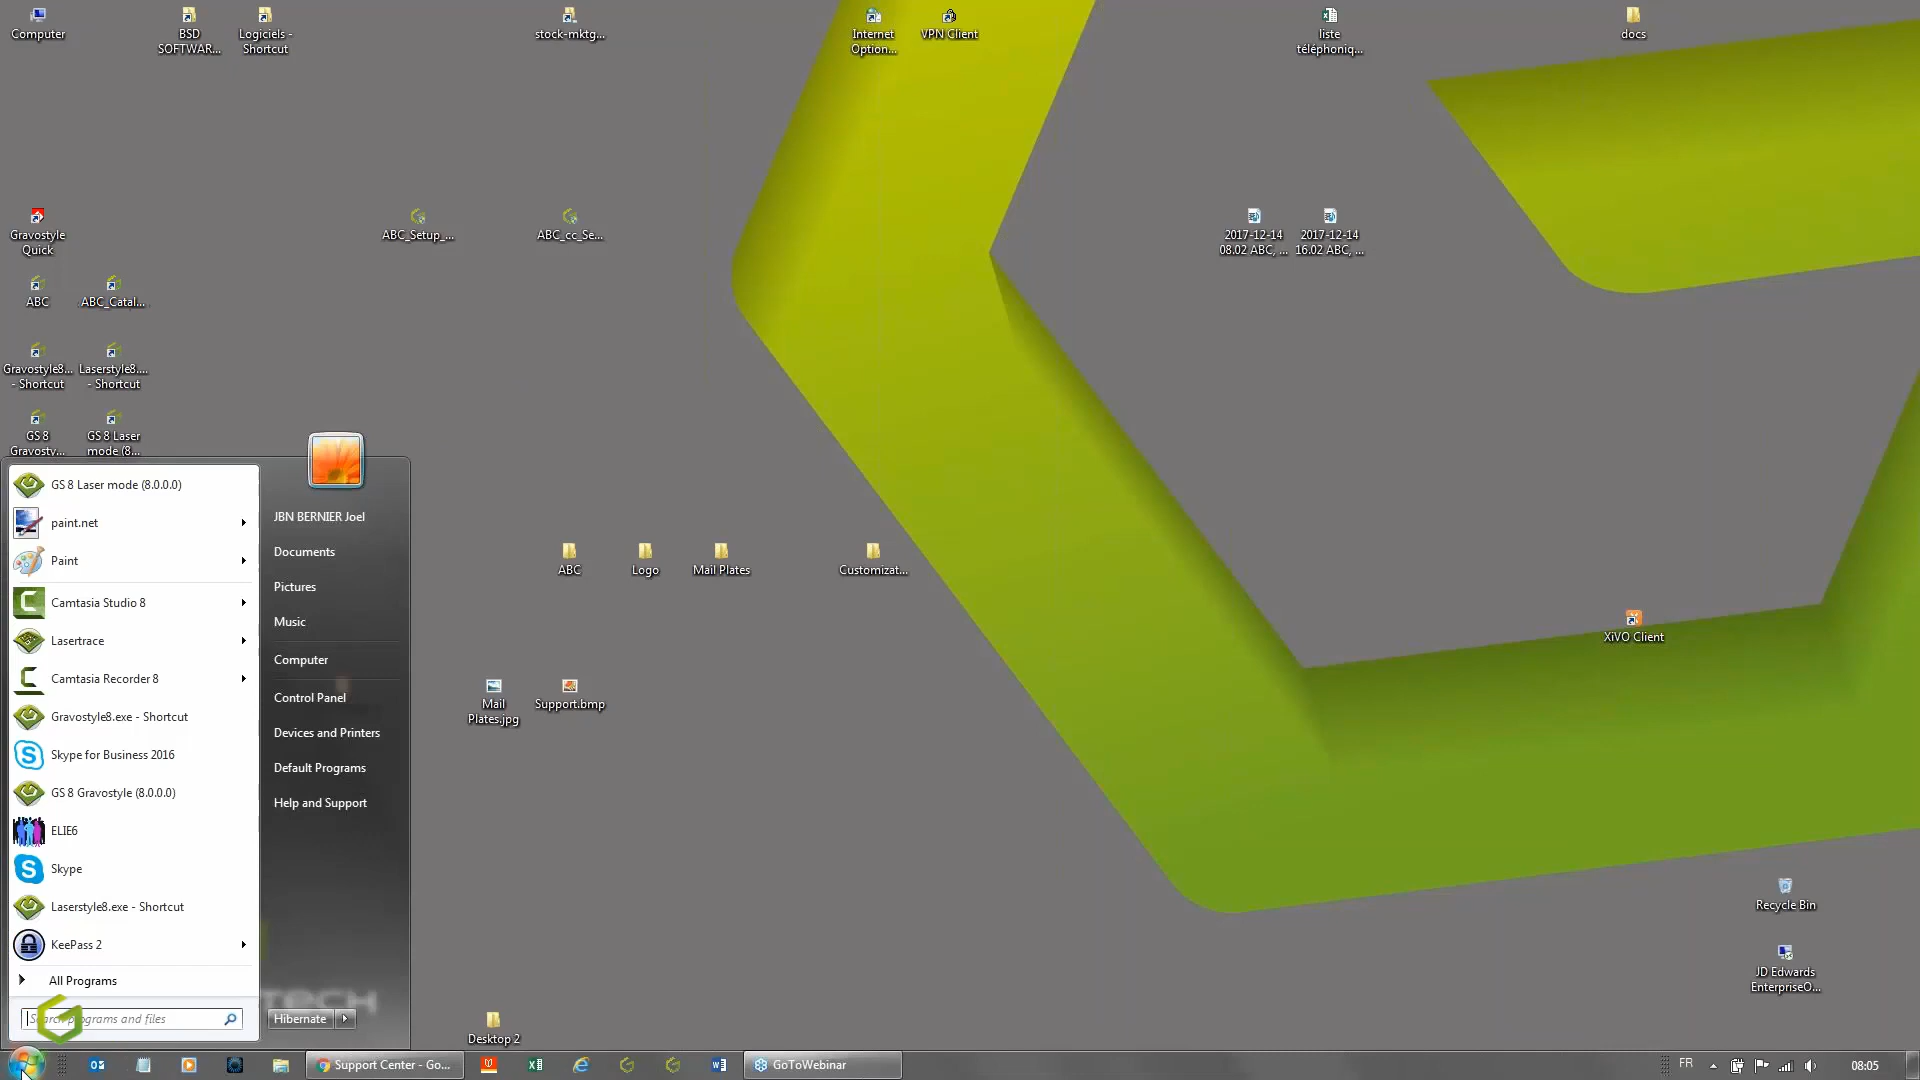 Computer
BSD
SOFTWAR...
Logiciels -
Shortcut
stock-mktg...
Internet
Option...
VPN Client
liste
téléphoniq...
docs
Gravostyle
Quick
ABC_Setup_...
ABC_cc_Se...
2017-12-14
08.02 ABC, ...
2017-12-14
16.02 ABC, ...
ABC
ABC_Catal...
Gravostyle8...
- Shortcut
Laserstyle8....
- Shortcut
GS 8
Gravosty...
GS 8 Laser
mode (8...
GS 8 Laser mode (8.0.0.0)
paint.net
Paint
Camtasia Studio 8
Lasertrace
Camtasia Recorder 8
Gravostyle8.exe - Shortcut
Skype for Business 2016
GS 8 Gravostyle (8.0.0.0)
ELIE6
Skype
Laserstyle8.exe - Shortcut
KeePass 2
All Programs
Search programs and files
JBN BERNIER Joel
Documents
Pictures
Music
Computer
Control Panel
Devices and Printers
Default Programs
Help and Support
TECH
Hibernate
ABC
Logo
Mail Plates
Customizat...
Mail
Plates.jpg
Support.bmp
XiVO Client
Recycle Bin
JD Edwards
EnterpriseO...
Desktop 2
Support Center - Go...
GoToWebinar
FR
08:05